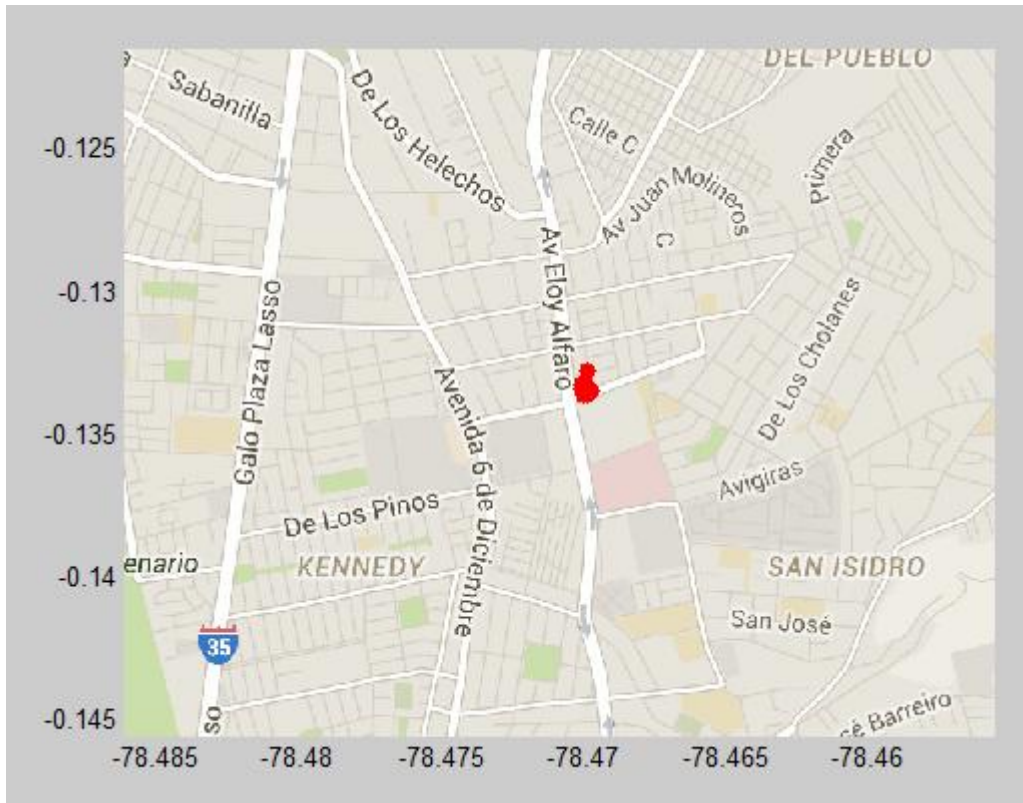 DEL PUEBLO
Sabanilla
De Los Helechos
Calle C
Primera
-0.125
Av Juan Molineros
C
Av Eloy Alfaro
-0.13
Galo Plaza Lasso
De Los Cholanes
Avenida 6 de Diciembre
-0.135
Avigiras
De Los Pinos
enario
KENNEDY
SAN ISIDRO
-0.14
San José
35
so
sé Barreiro
-0.145
-78.485 -78.48 -78.475 -78.47 -78.465 -78.46